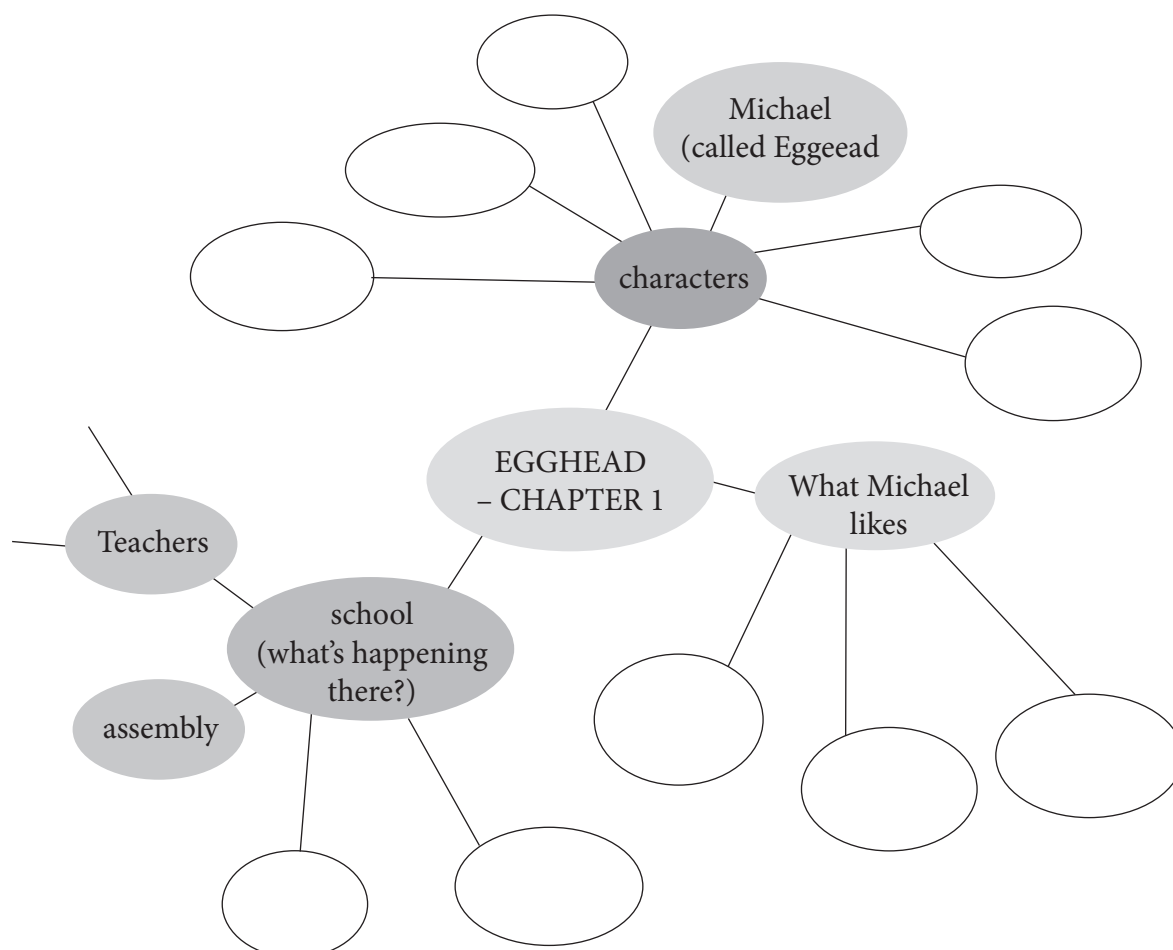 Michael
(called Eggeead
characters
EGGHEAD
– CHAPTER 1
What Michael
likes
Teachers
school
(what's happening
there?)
assembly